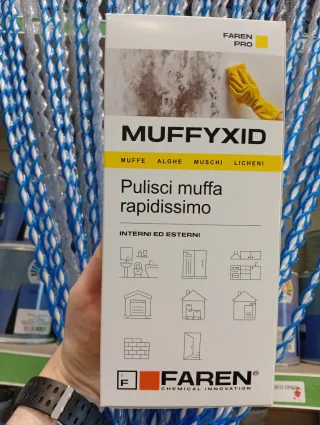 FAREN
PRO
MUFFYXID
MUFFE ALGHE MUSCHI LICHENI
Pulisci muffa
rapidissimo
INTERNI ED ESTERNI
F
FAREN®
CHEMICAL INNOVATION